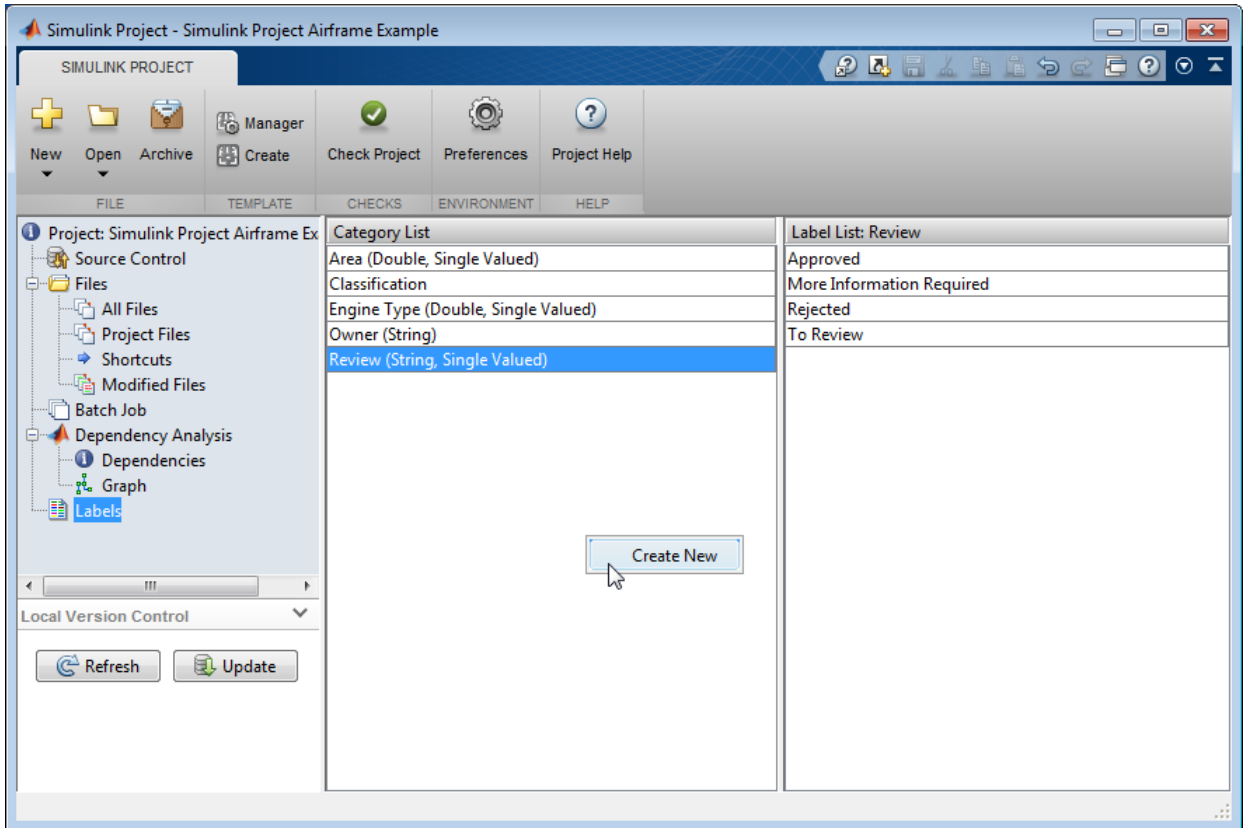 Simulink Project - Simulink Project Airframe Example
SIMULINK PROJECT
New
Open
Archive
Manager
Create
Check Project
Preferences
Project Help
FILE
TEMPLATE
CHECKS
ENVIRONMENT
HELP
Project: Simulink Project Airframe Ex
Source Control
Files
All Files
Project Files
Shortcuts
Modified Files
Batch Job
Dependency Analysis
Dependencies
Graph
Labels
Local Version Control
Refresh
Update
Category List
Area (Double, Single Valued)
Classification
Engine Type (Double, Single Valued)
Owner (String)
Review (String, Single Valued)
Create New
Label List: Review
Approved
More Information Required
Rejected
To Review